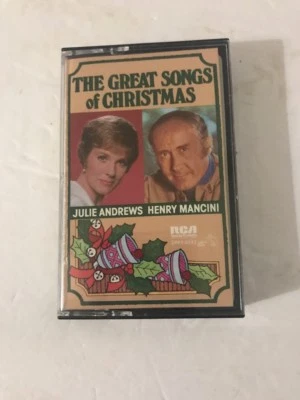 THE GREAT SONGS
of CHRISTMAS
JULIE ANDREWS HENRY MANCINI
RCA